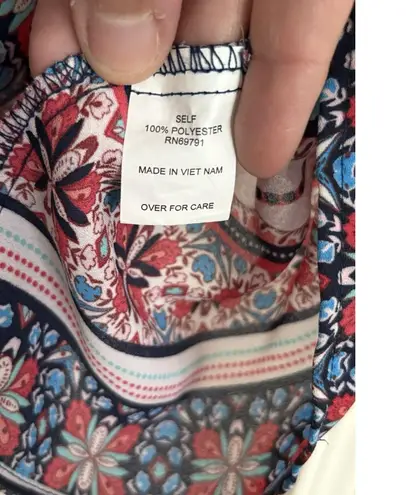 SELF
100% POLYESTER
RN69791
MADE IN VIET NAM
OVER FOR CARE